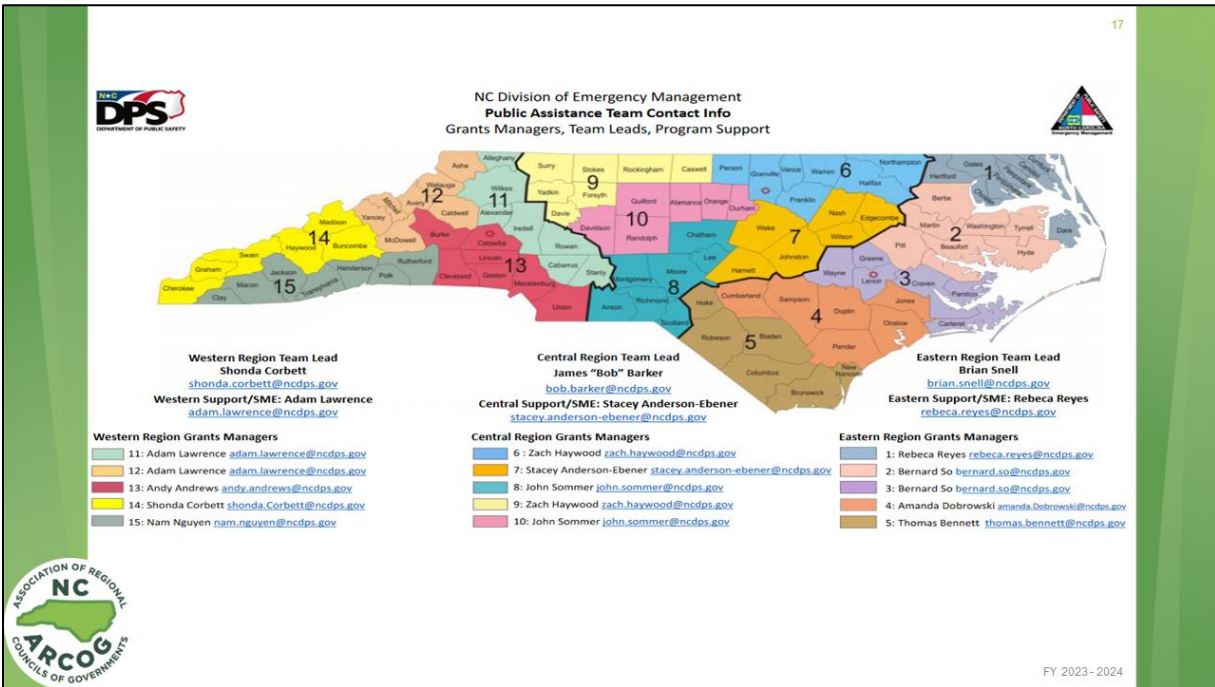 17
N★C
DPS
DEPARTMENT OF PUBLIC SAFETY
NC Division of Emergency Management
Public Assistance Team Contact Info
Grants Managers, Team Leads, Program Support
NORTH CAROLINA
Emergency Management
Ashe
Alleghany
Surry
Stokes
Rockingham
Caswell
Person
Granville
Vance
Warren
6
Northampton
Gates
1
Hertford
Camden
Watauga
Wilkes
11
Yadkin
9
Forsyth
Guilford
Alamance
Orange
Durham
Franklin
Halifax
Bertie
Mitchell
Avery
12
Caldwell
Alexander
Iredell
Davie
Davidson
10
Randolph
Chatham
Wake
Nash
Edgecombe
Wilson
Martin
Washington
Tyrrell
Dare
Madison
Yancey
McDowell
Burke
Catawba
Rowan
7
Johnston
Pitt
2
Beaufort
Hyde
14
Haywood
Buncombe
Swain
Graham
Cherokee
Rutherford
Lincoln
Cleveland
Gaston
13
Mecklenburg
Cabarrus
Stanly
Montgomery
Moore
Lee
Harnett
Wayne
Greene
Lenoir
3
Craven
Pamlico
Jackson
Macon
Clay
15
Transylvania
Henderson
Polk
Union
Anson
Richmond
8
Scotland
Hoke
Cumberland
Sampson
4
Duplin
Jones
Onslow
Carteret
Robeson
5
Bladen
Pender
New Hanover
Columbus
Brunswick
Western Region Team Lead
Shonda Corbett
shonda.corbett@ncdps.gov
Western Support/SME: Adam Lawrence
adam.lawrence@ncdps.gov
Central Region Team Lead
James “Bob” Barker
bob.barker@ncdps.gov
Central Support/SME: Stacey Anderson-Ebener
stacey.anderson-ebener@ncdps.gov
Eastern Region Team Lead
Brian Snell
brian.snell@ncdps.gov
Eastern Support/SME: Rebeca Reyes
rebeca.reyes@ncdps.gov
Western Region Grants Managers
11: Adam Lawrence adam.lawrence@ncdps.gov
12: Adam Lawrence adam.lawrence@ncdps.gov
13: Andy Andrews andy.andrews@ncdps.gov
14: Shonda Corbett shonda.Corbett@ncdps.gov
15: Nam Nguyen nam.nguyen@ncdps.gov
Central Region Grants Managers
6 : Zach Haywood zach.haywood@ncdps.gov
7: Stacey Anderson-Ebener stacey.anderson-ebener@ncdps.gov
8: John Sommer john.sommer@ncdps.gov
9: Zach Haywood zach.haywood@ncdps.gov
10: John Sommer john.sommer@ncdps.gov
Eastern Region Grants Managers
1: Rebeca Reyes rebeca.reyes@ncdps.gov
2: Bernard So bernard.so@ncdps.gov
3: Bernard So bernard.so@ncdps.gov
4: Amanda Dobrowski amanda.Dobrowski@ncdps.gov
5: Thomas Bennett thomas.bennett@ncdps.gov
ASSOCIATION OF REGIONAL
NC
ARCOG
COUNCILS OF GOVERNMENTS
FY 2023-2024